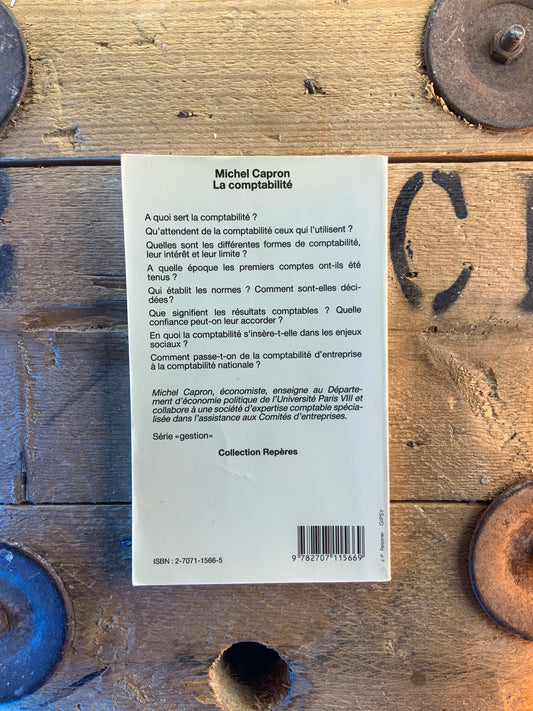 Michel Capron
La comptabilité
A quoi sert la comptabilité ?
Qu'attendent de la comptabilité ceux qui l'utilisent ?
Quelles sont les différentes formes de comptabilité,
leur intérêt et leur limite ?
A quelle époque les premiers comptes ont-ils été
tenus ?
Qui établit les normes ? Comment sont-elles déci-
dées ?
Que signifient les résultats comptables ? Quelle
confiance peut-on leur accorder ?
En quoi la comptabilité s'insère-t-elle dans les enjeux
sociaux ?
Comment passe-t-on de la comptabilité d'entreprise
à la comptabilité nationale ?
Michel Capron, économiste, enseigne au Départe-
ment d'économie politique de l'Université Paris VIII et
collabore à une société d'expertise comptable spécia-
lisée dans l'assistance aux Comités d'entreprises.
Série «gestion»
Collection Repères
ISBN : 2-7071-1566-5
9 782707 115669
J.-P. Reissner GIPSY
C